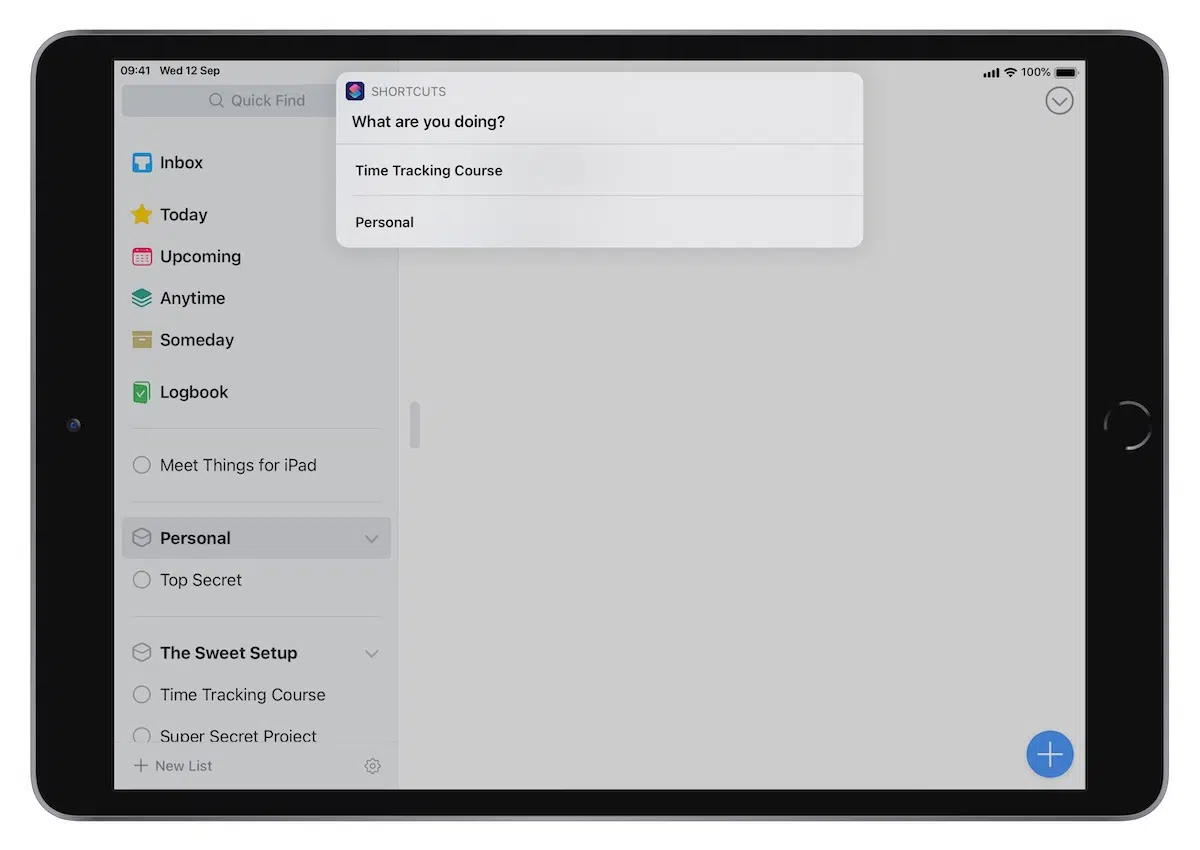 09:41 Wed 12 Sep
100%
Quick Find
SHORTCUTS
What are you doing?
Time Tracking Course
Personal
Inbox
Today
Upcoming
Anytime
Someday
Logbook
Meet Things for iPad
Personal
Top Secret
The Sweet Setup
Time Tracking Course
Super Secret Project
New List